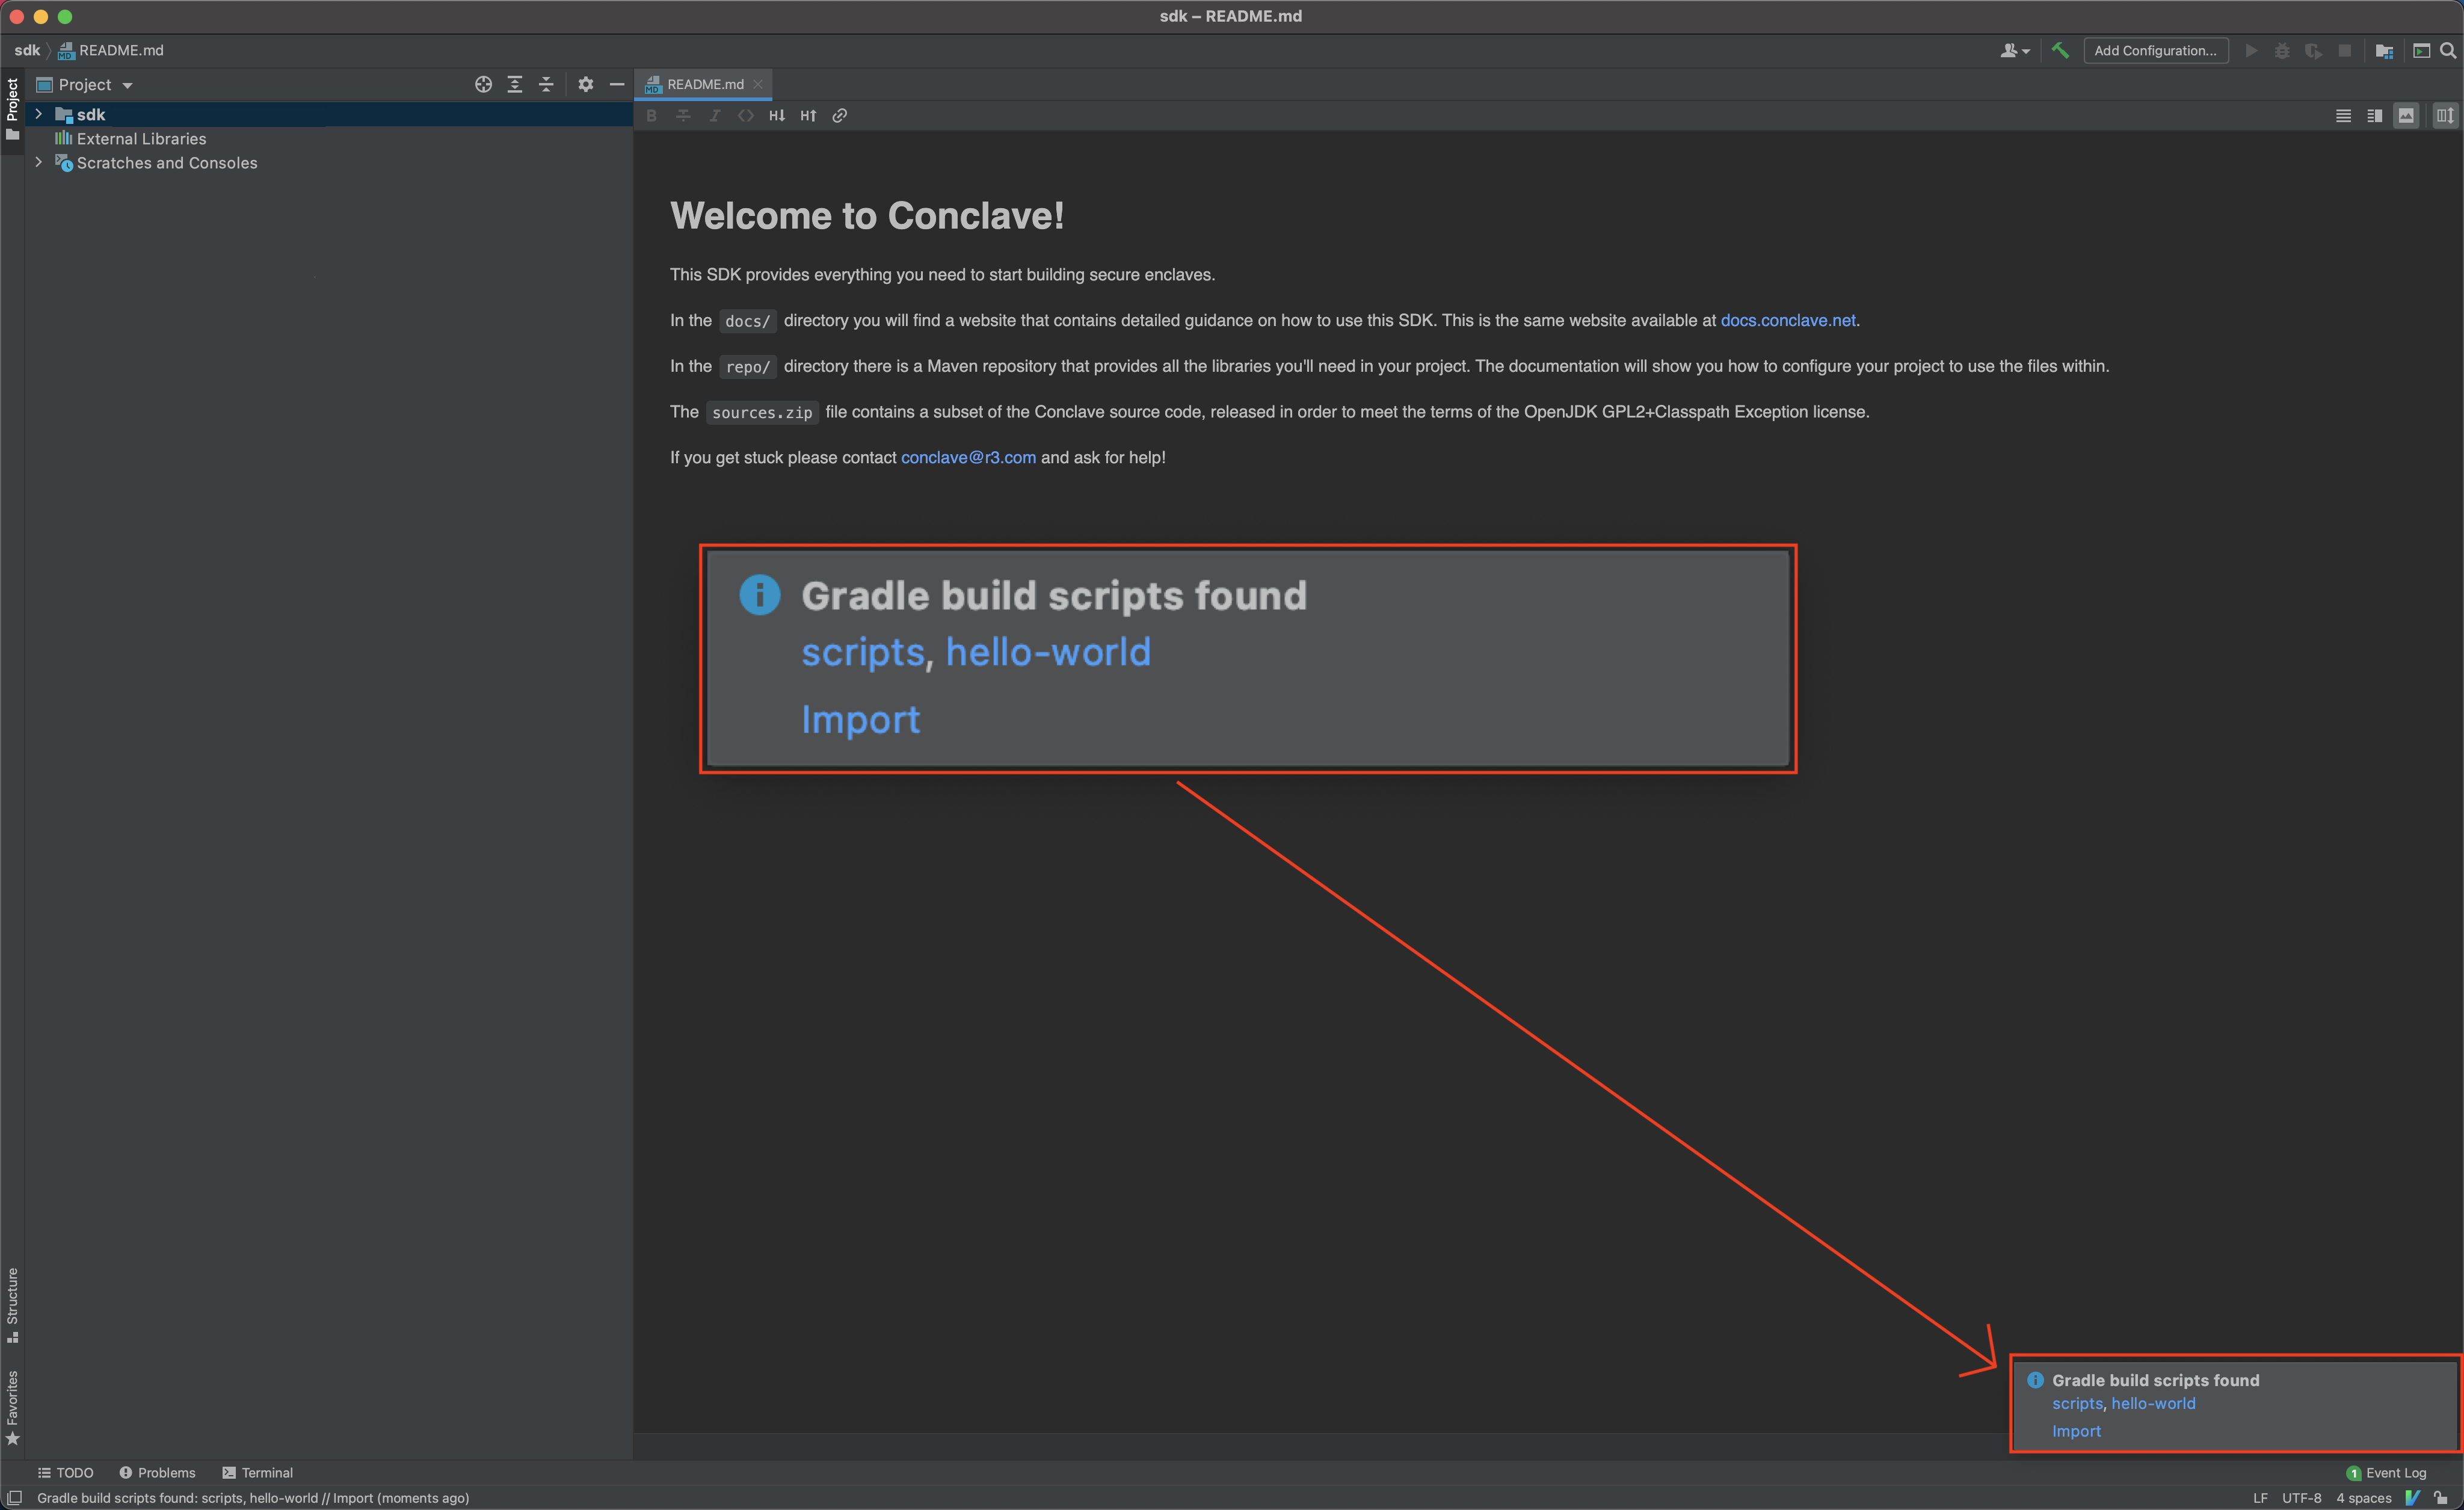 sdk – README.md
sdk README.md
Add Configuration...
Project
Project
README.md
sdk
External Libraries
Scratches and Consoles
B I <> H↓ H↑
Welcome to Conclave!
This SDK provides everything you need to start building secure enclaves.
In the docs/ directory you will find a website that contains detailed guidance on how to use this SDK. This is the same website available at docs.conclave.net.
In the repo/ directory there is a Maven repository that provides all the libraries you'll need in your project. The documentation will show you how to configure your project to use the files within.
The sources.zip file contains a subset of the Conclave source code, released in order to meet the terms of the OpenJDK GPL2+Classpath Exception license.
If you get stuck please contact conclave@r3.com and ask for help!
Gradle build scripts found
scripts, hello-world
Import
Structure
Favorites
Gradle build scripts found
scripts, hello-world
Import
TODO Problems Terminal
1 Event Log
Gradle build scripts found: scripts, hello-world // Import (moments ago)
LF UTF-8 4 spaces